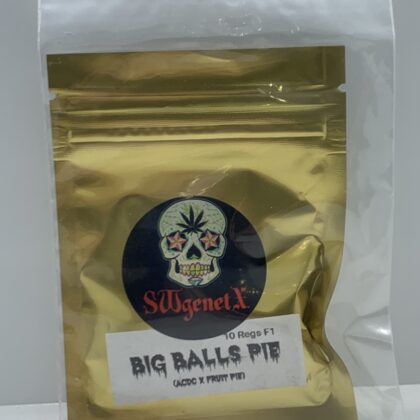 SWgenetX
10 Regs F1
BIG BALLS PIE
(ACDC X FRUIT PIE)